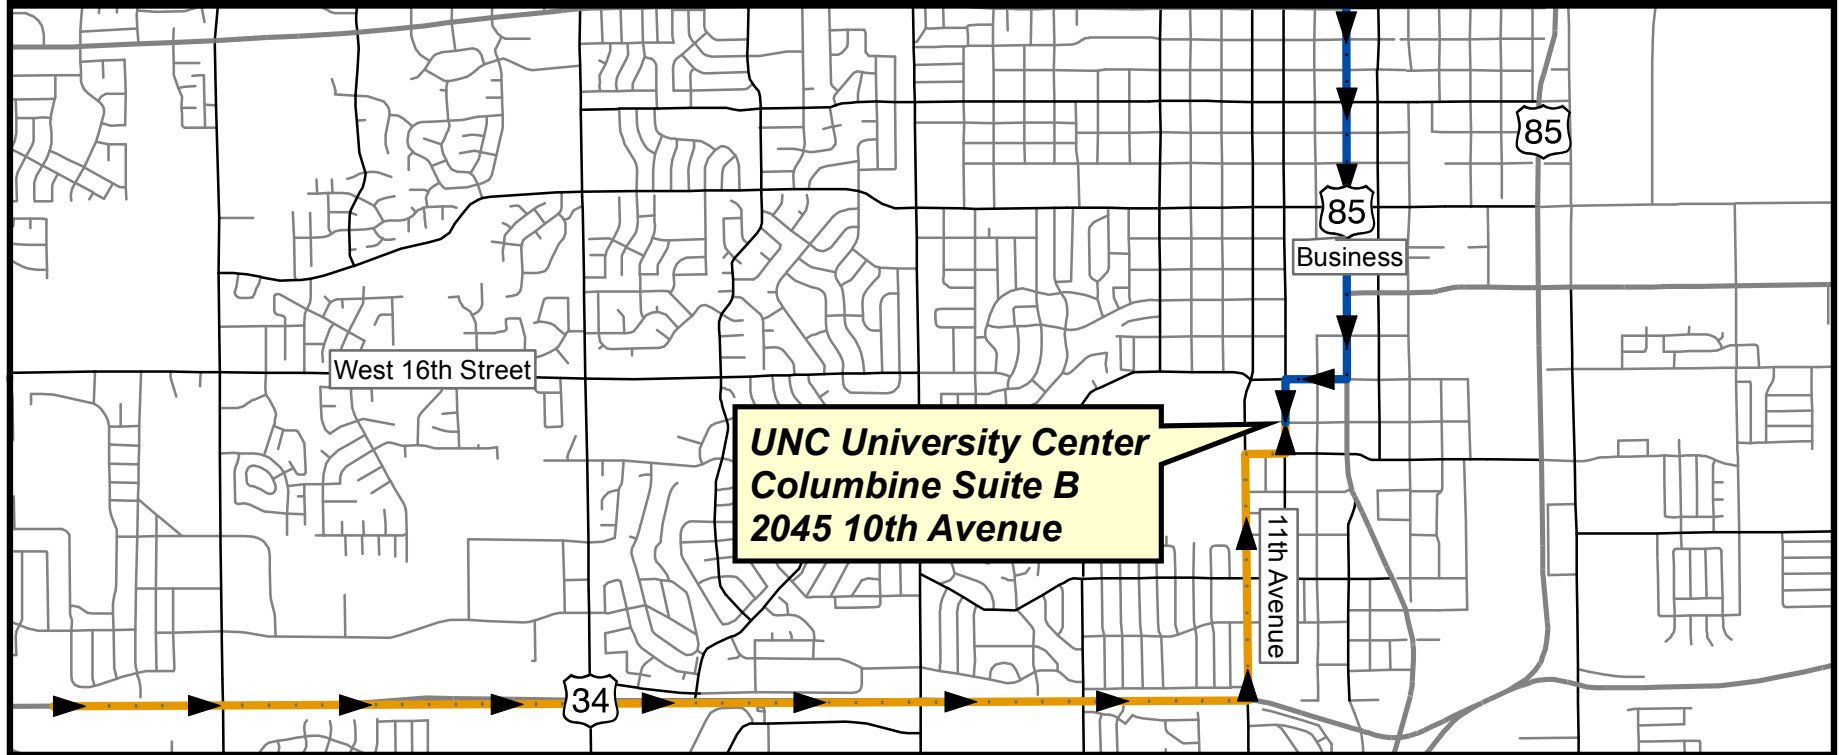 85
85
Business
West 16th Street
UNC University Center
Columbine Suite B
2045 10th Avenue
11th Avenue
34